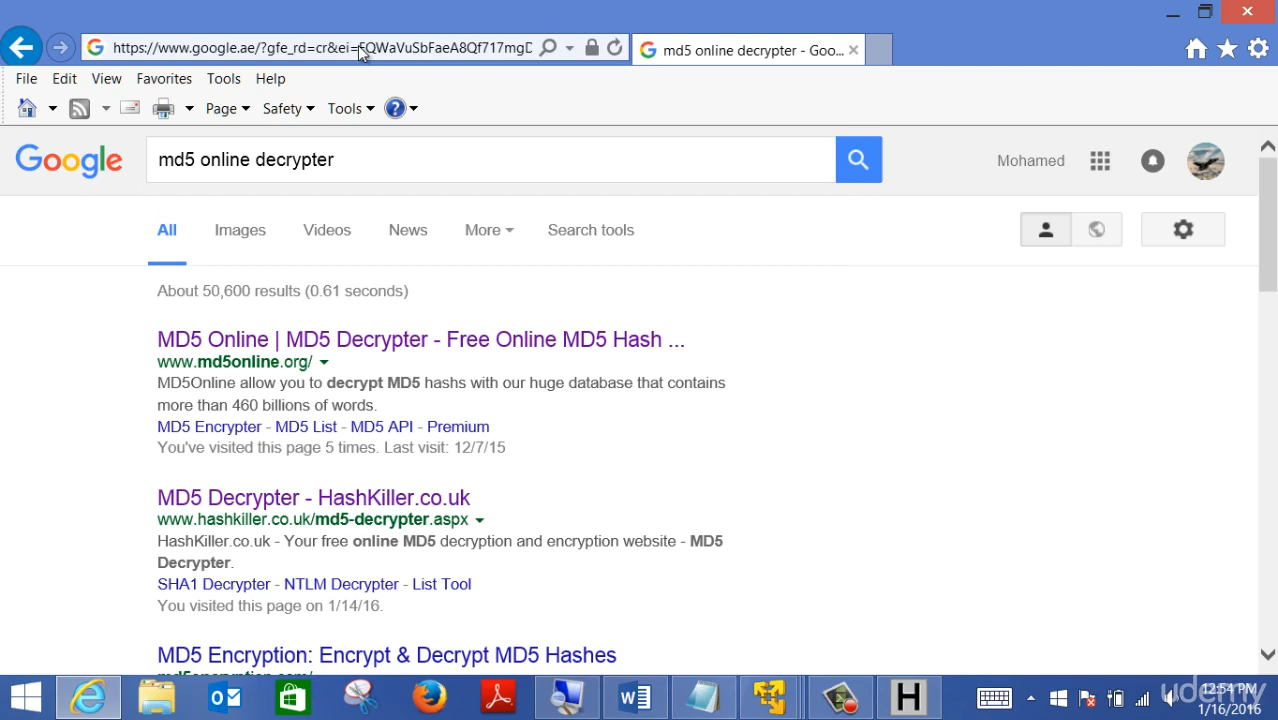 https://www.google.ae/?gfe_rd=cr&ei=
md5 online decrypter - Goo...
File Edit View Favorites Tools Help
Page Safety Tools
Google
md5 online decrypter
Mohamed
All Images Videos News More Search tools
About 50,600 results (0.61 seconds)
MD5 Online | MD5 Decrypter - Free Online MD5 Hash ...
www.md5online.org/
MD5Online allow you to decrypt MD5 hashs with our huge database that contains
more than 460 billions of words.
MD5 Encrypter - MD5 List - MD5 API - Premium
You've visited this page 5 times. Last visit: 12/7/15
MD5 Decrypter - HashKiller.co.uk
www.hashkiller.co.uk/md5-decrypter.aspx
HashKiller.co.uk - Your free online MD5 decryption and encryption website - MD5
Decrypter.
SHA1 Decrypter - NTLM Decrypter - List Tool
You visited this page on 1/14/16.
MD5 Encryption: Encrypt & Decrypt MD5 Hashes
H
udemy
12:54 PM
1/16/2016